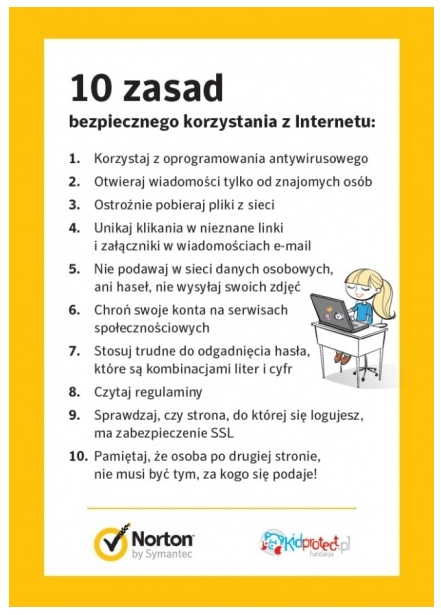 10 zasad
bezpiecznego korzystania z Internetu:
1. Korzystaj z oprogramowania antywirusowego
2. Otwieraj wiadomości tylko od znajomych osób
3. Ostrożnie pobieraj pliki z sieci
4. Unikaj klikania w nieznane linki
i załączniki w wiadomościach e-mail
5. Nie podawaj w sieci danych osobowych,
ani haseł, nie wysyłaj swoich zdjęć
6. Chroń swoje konta na serwisach
społecznościowych
7. Stosuj trudne do odgadnięcia hasła,
które są kombinacjami liter i cyfr
8. Czytaj regulaminy
9. Sprawdzaj, czy strona, do której się logujesz,
ma zabezpieczenie SSL
10. Pamiętaj, że osoba po drugiej stronie,
nie musi być tym, za kogo się podaje!
Norton
by Symantec
Kidprotect.pl
fundacja